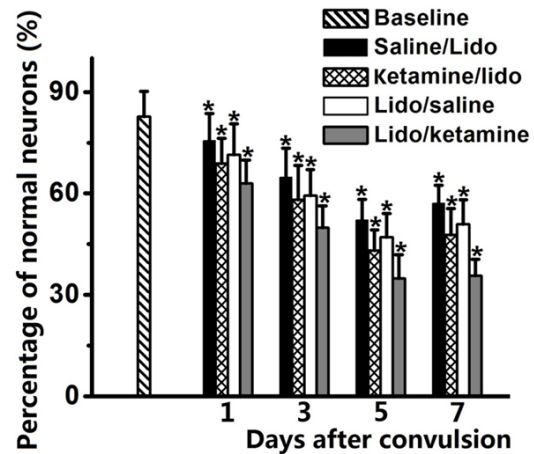 Baseline
Saline/Lido
Ketamine/lido
Lido/saline
Lido/ketamine
Percentage of normal neurons (%)
90
60
30
0
* * * *
* * * *
* * * *
* * * *
1 3 5 7
Days after convulsion